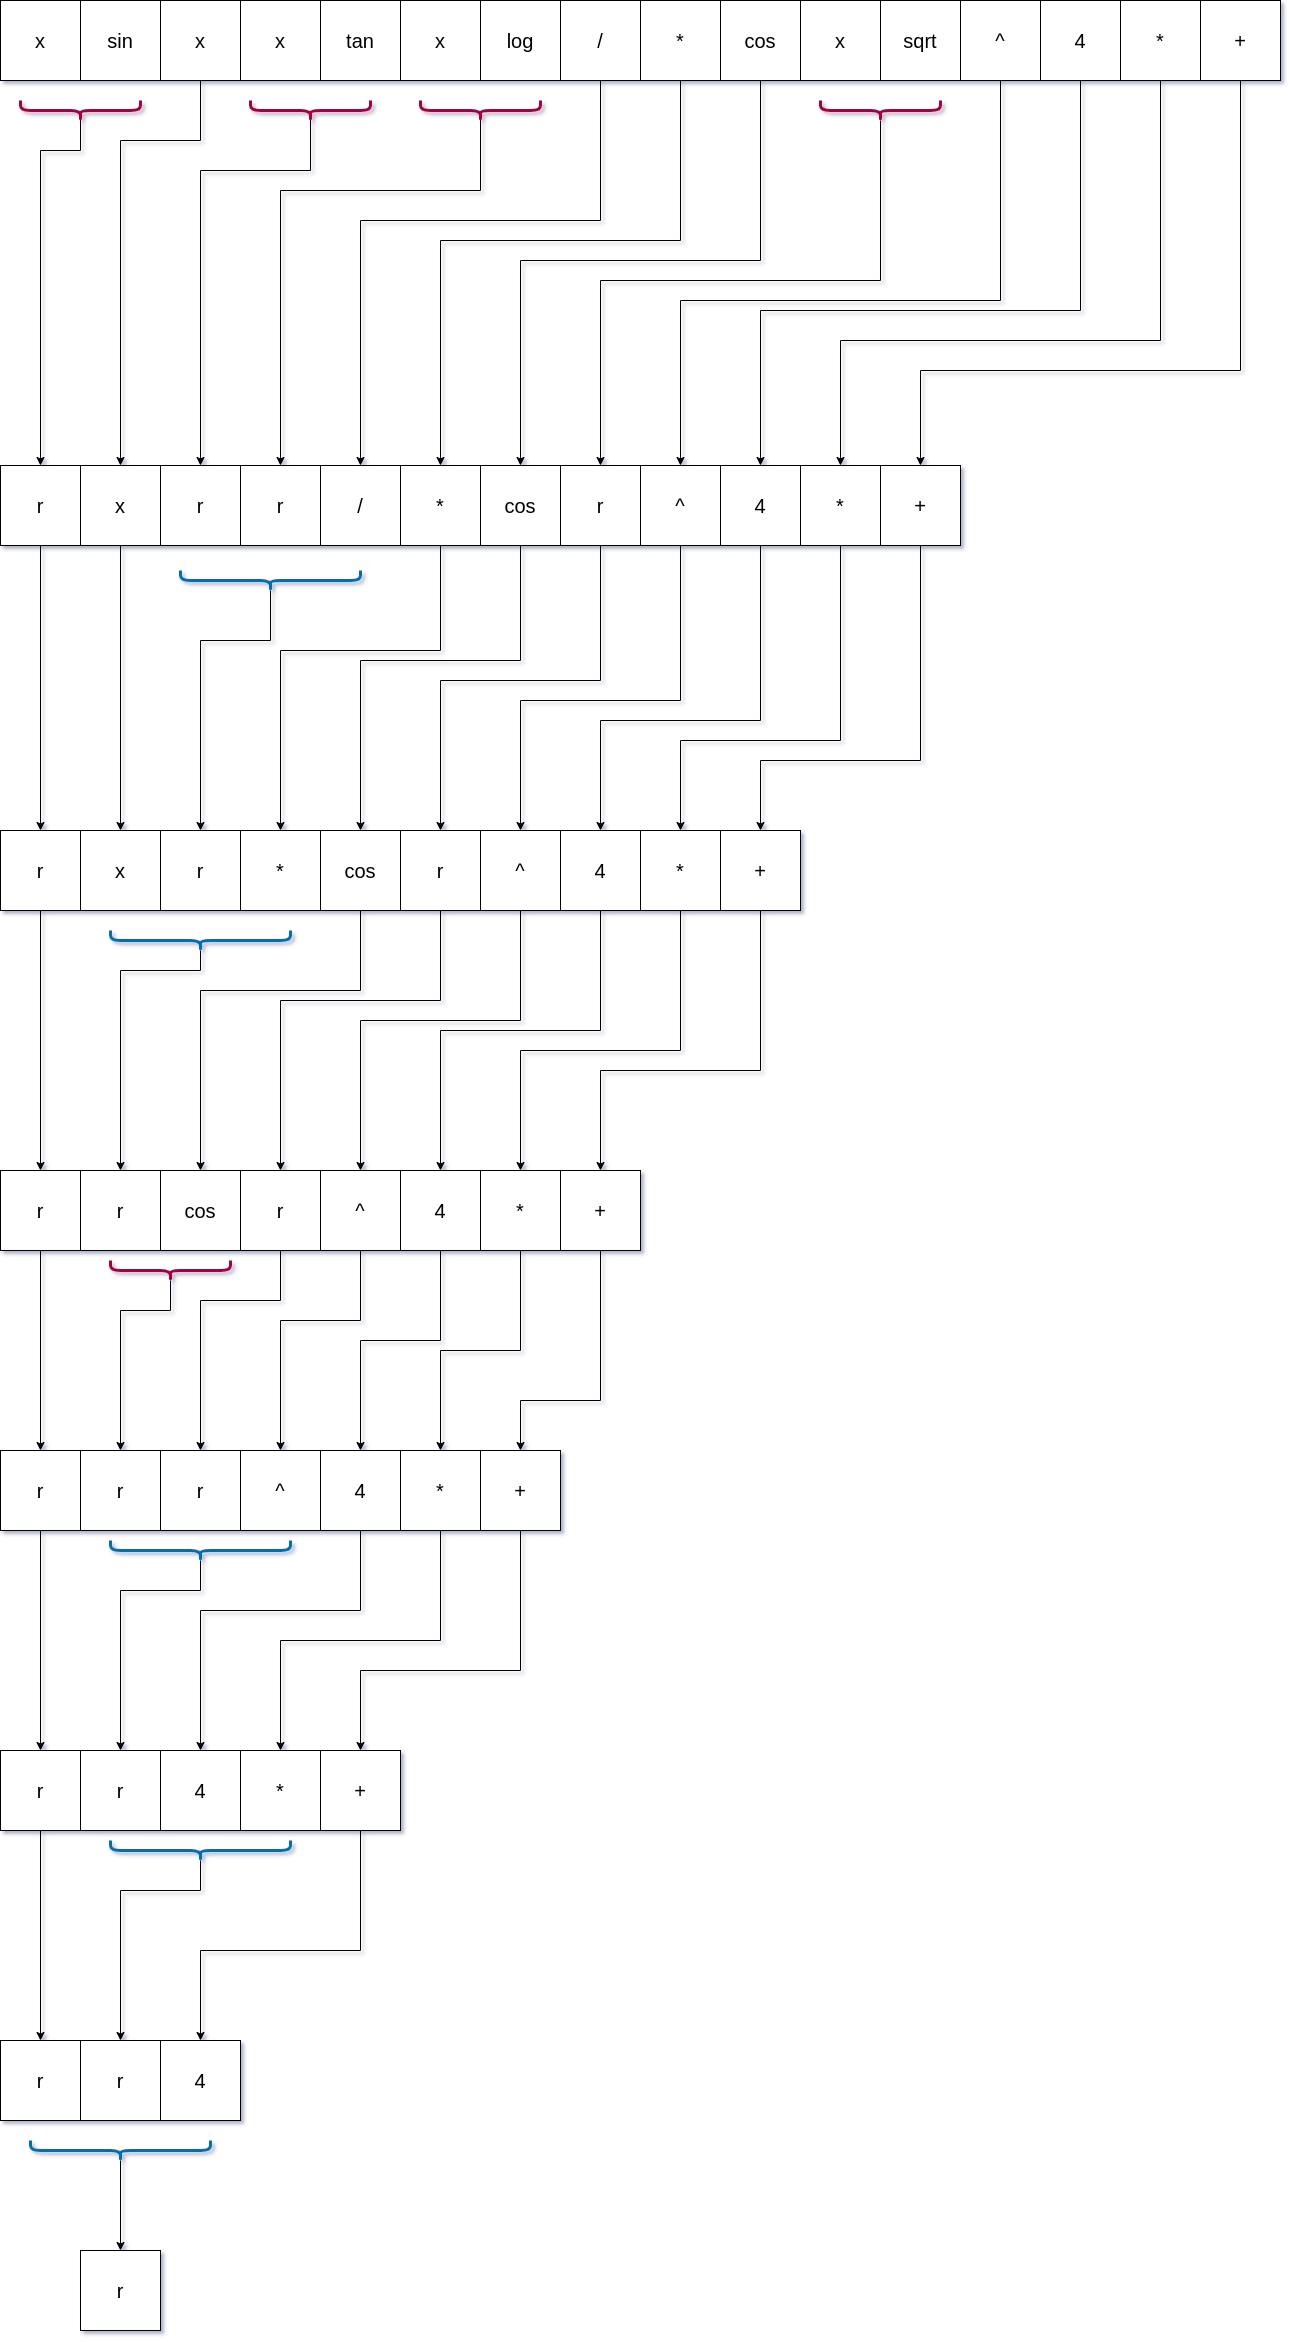 x sin x x tan x log / * cos x sqrt ^ 4 * +
r x r r / * cos r ^ 4 * +
r x r * cos r ^ 4 * +
r r cos r ^ 4 * +
r r r ^ 4 * +
r r 4 * +
r r 4
r